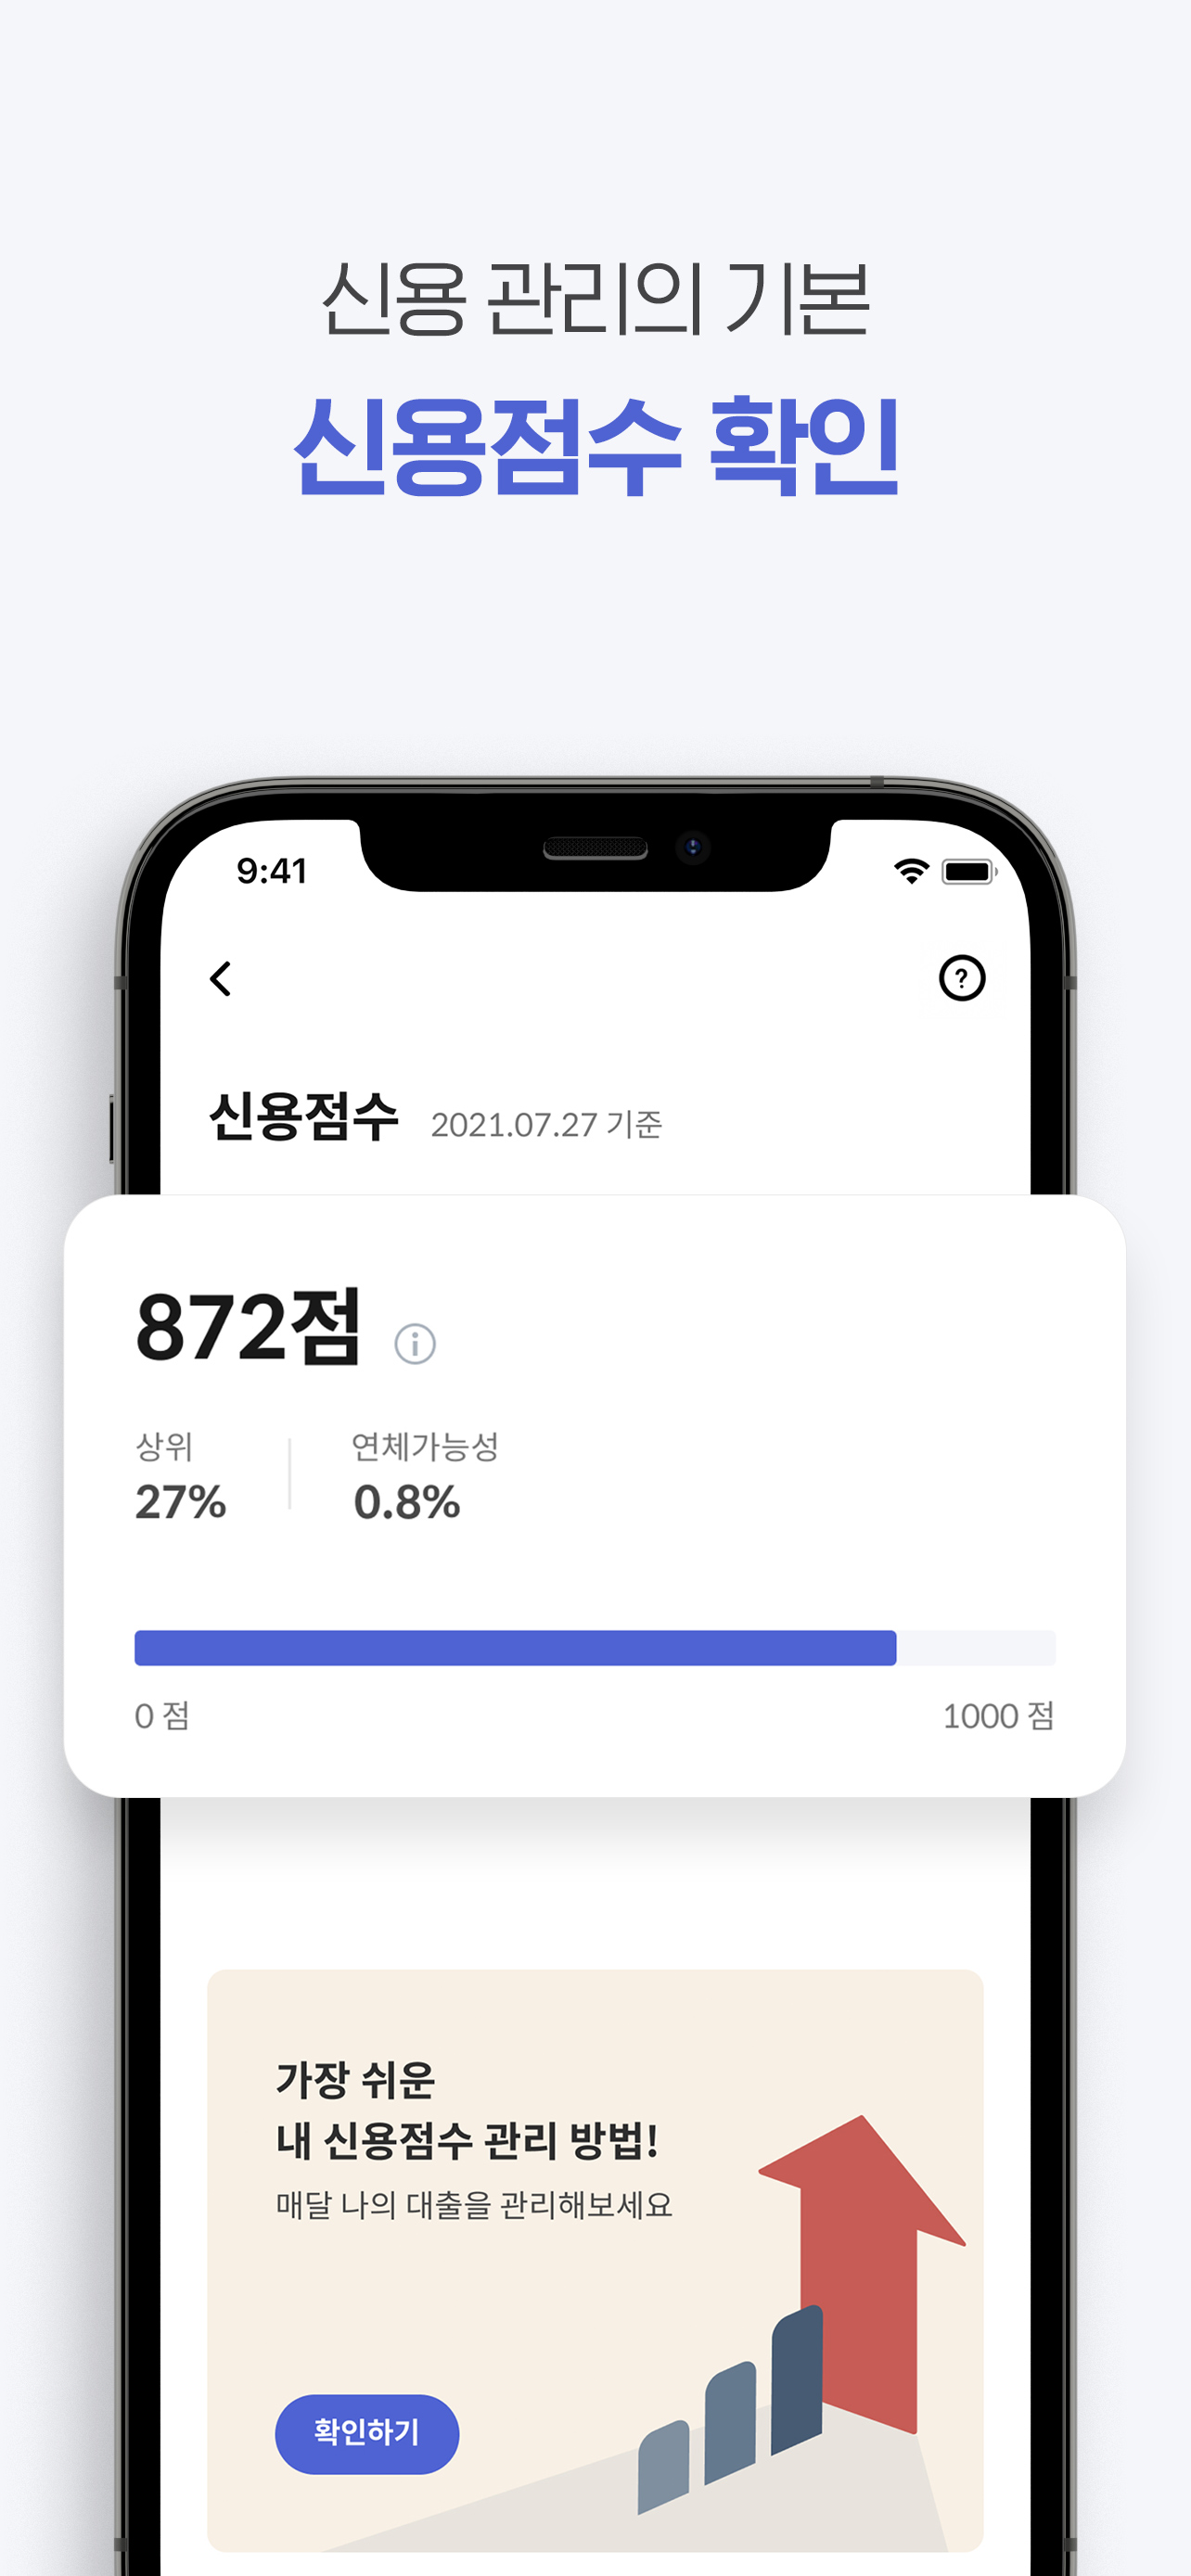 신용 관리의 기본
신용점수 확인
9:41
?
신용점수 2021.07.27 기준
872점 i
상위 연체가능성
27% 0.8%
0 점 1000 점
가장 쉬운
내 신용점수 관리 방법!
매달 나의 대출을 관리해보세요
확인하기